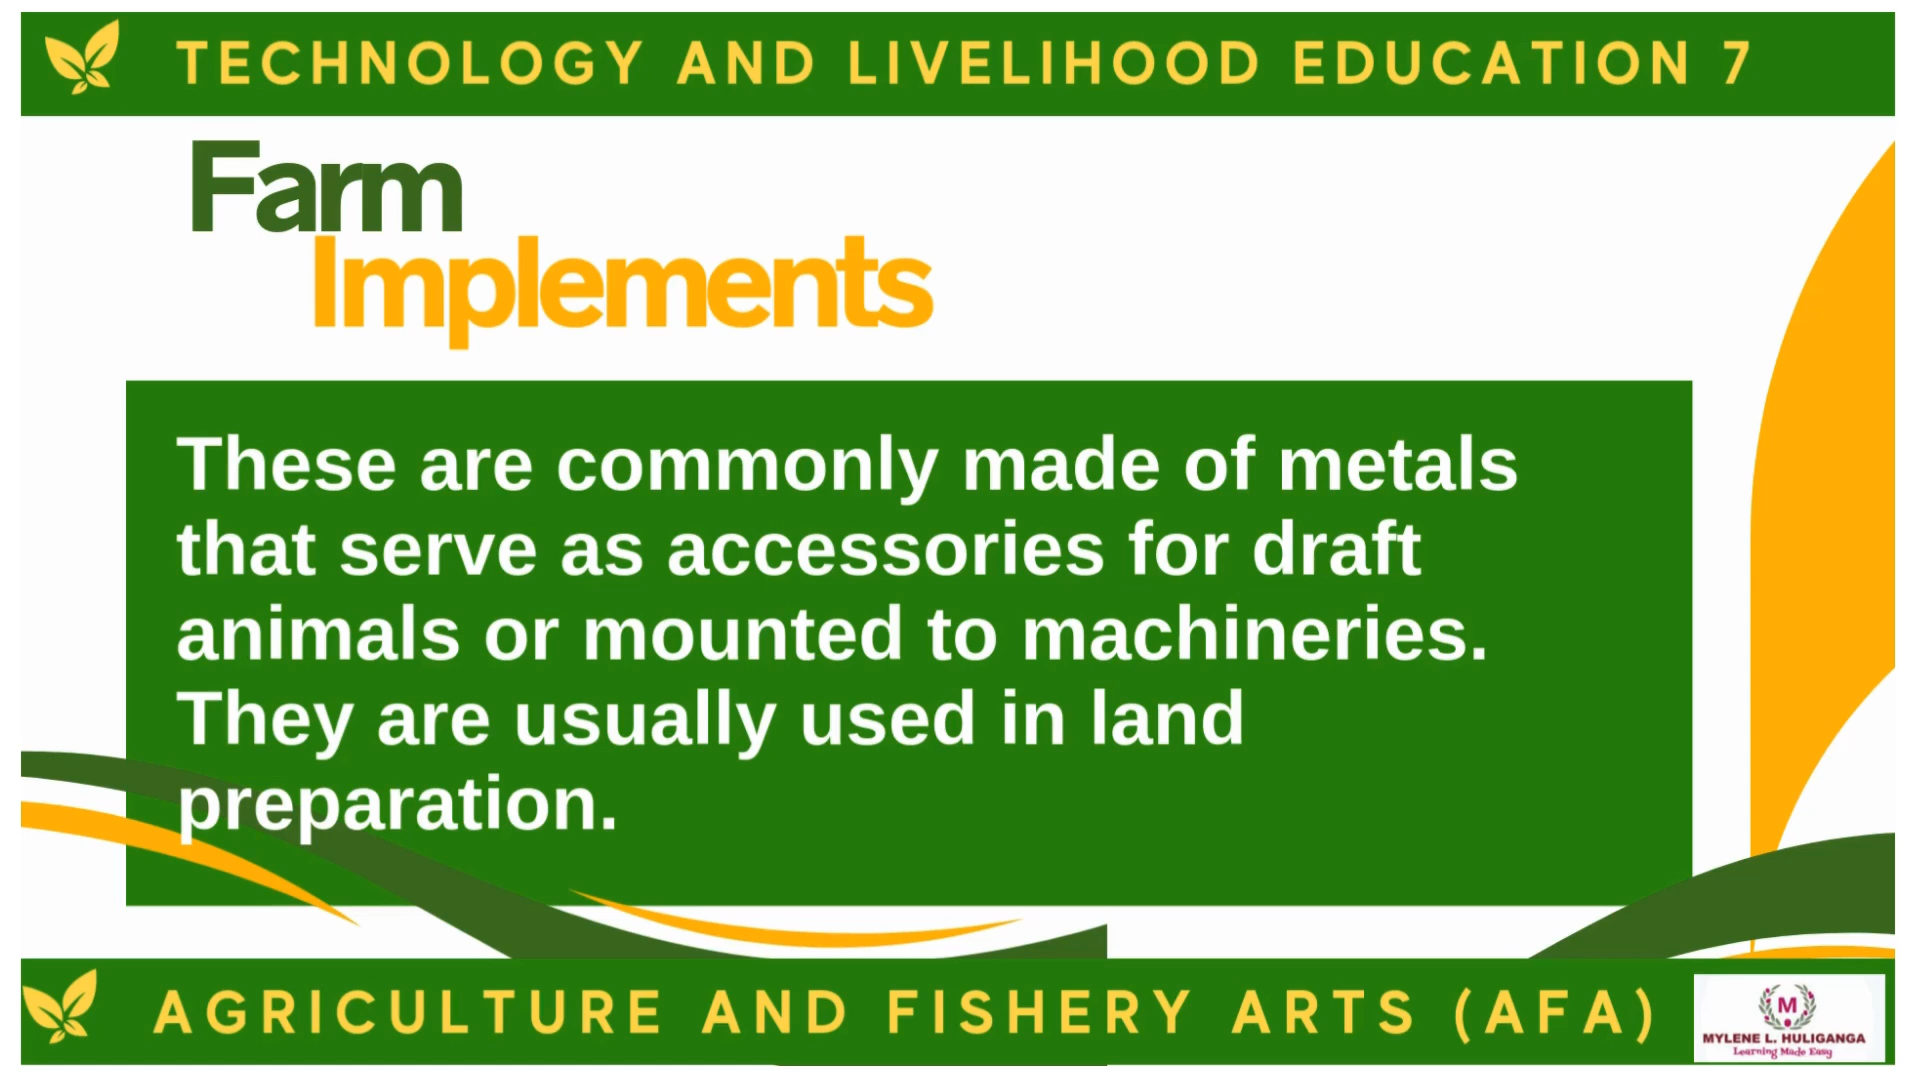 TECHNOLOGY AND LIVELIHOOD EDUCATION 7
Farm
Implements
These are commonly made of metals
that serve as accessories for draft
animals or mounted to machineries.
They are usually used in land
preparation.
AGRICULTURE AND FISHERY ARTS (AFA)
M
MYLENE L. HULIGANGA
Learning Made Easy